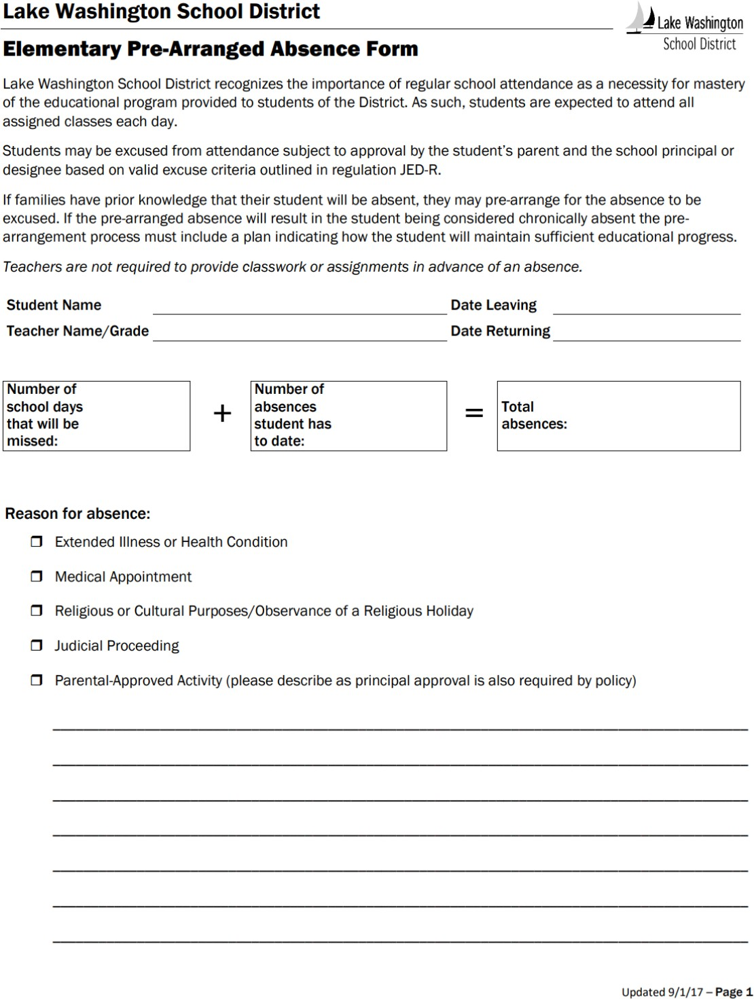 Lake Washington School District
Lake Washington
School District
Elementary Pre-Arranged Absence Form
Lake Washington School District recognizes the importance of regular school attendance as a necessity for mastery
of the educational program provided to students of the District. As such, students are expected to attend all
assigned classes each day.
Students may be excused from attendance subject to approval by the student’s parent and the school principal or
designee based on valid excuse criteria outlined in regulation JED-R.
If families have prior knowledge that their student will be absent, they may pre-arrange for the absence to be
excused. If the pre-arranged absence will result in the student being considered chronically absent the pre-
arrangement process must include a plan indicating how the student will maintain sufficient educational progress.
Teachers are not required to provide classwork or assignments in advance of an absence.
Student Name Date Leaving
Teacher Name/Grade Date Returning
Number of
school days
that will be
missed:
+
Number of
absences
student has
to date:
=
Total
absences:
Reason for absence:
❒ Extended Illness or Health Condition
❒ Medical Appointment
❒ Religious or Cultural Purposes/Observance of a Religious Holiday
❒ Judicial Proceeding
❒ Parental-Approved Activity (please describe as principal approval is also required by policy)
Updated 9/1/17 – Page 1